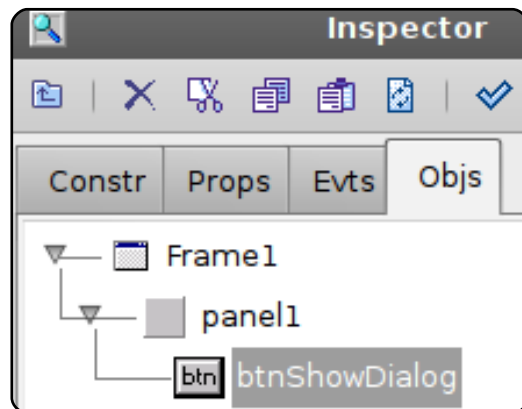 Inspector
Constr Props Evts Objs
Frame1
panel1
btn btnShowDialog